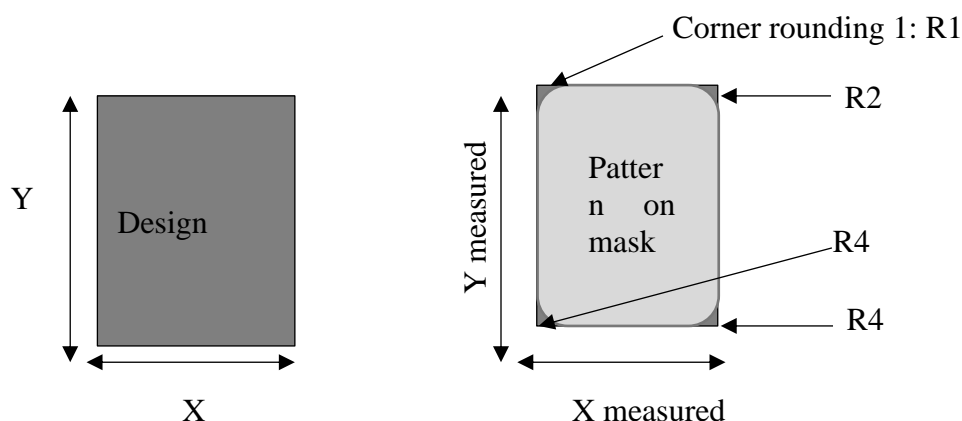 Corner rounding 1: R1
R2
Y
Y measured
Design
Patter
n on
mask
R4
R4
X
X measured